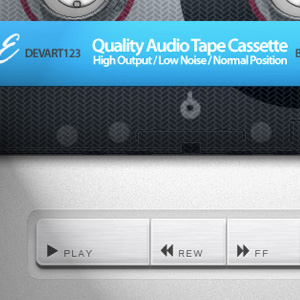 E DEVART123 Quality Audio Tape Cassette B
High Output / Low Noise / Normal Position
PLAY REW FF